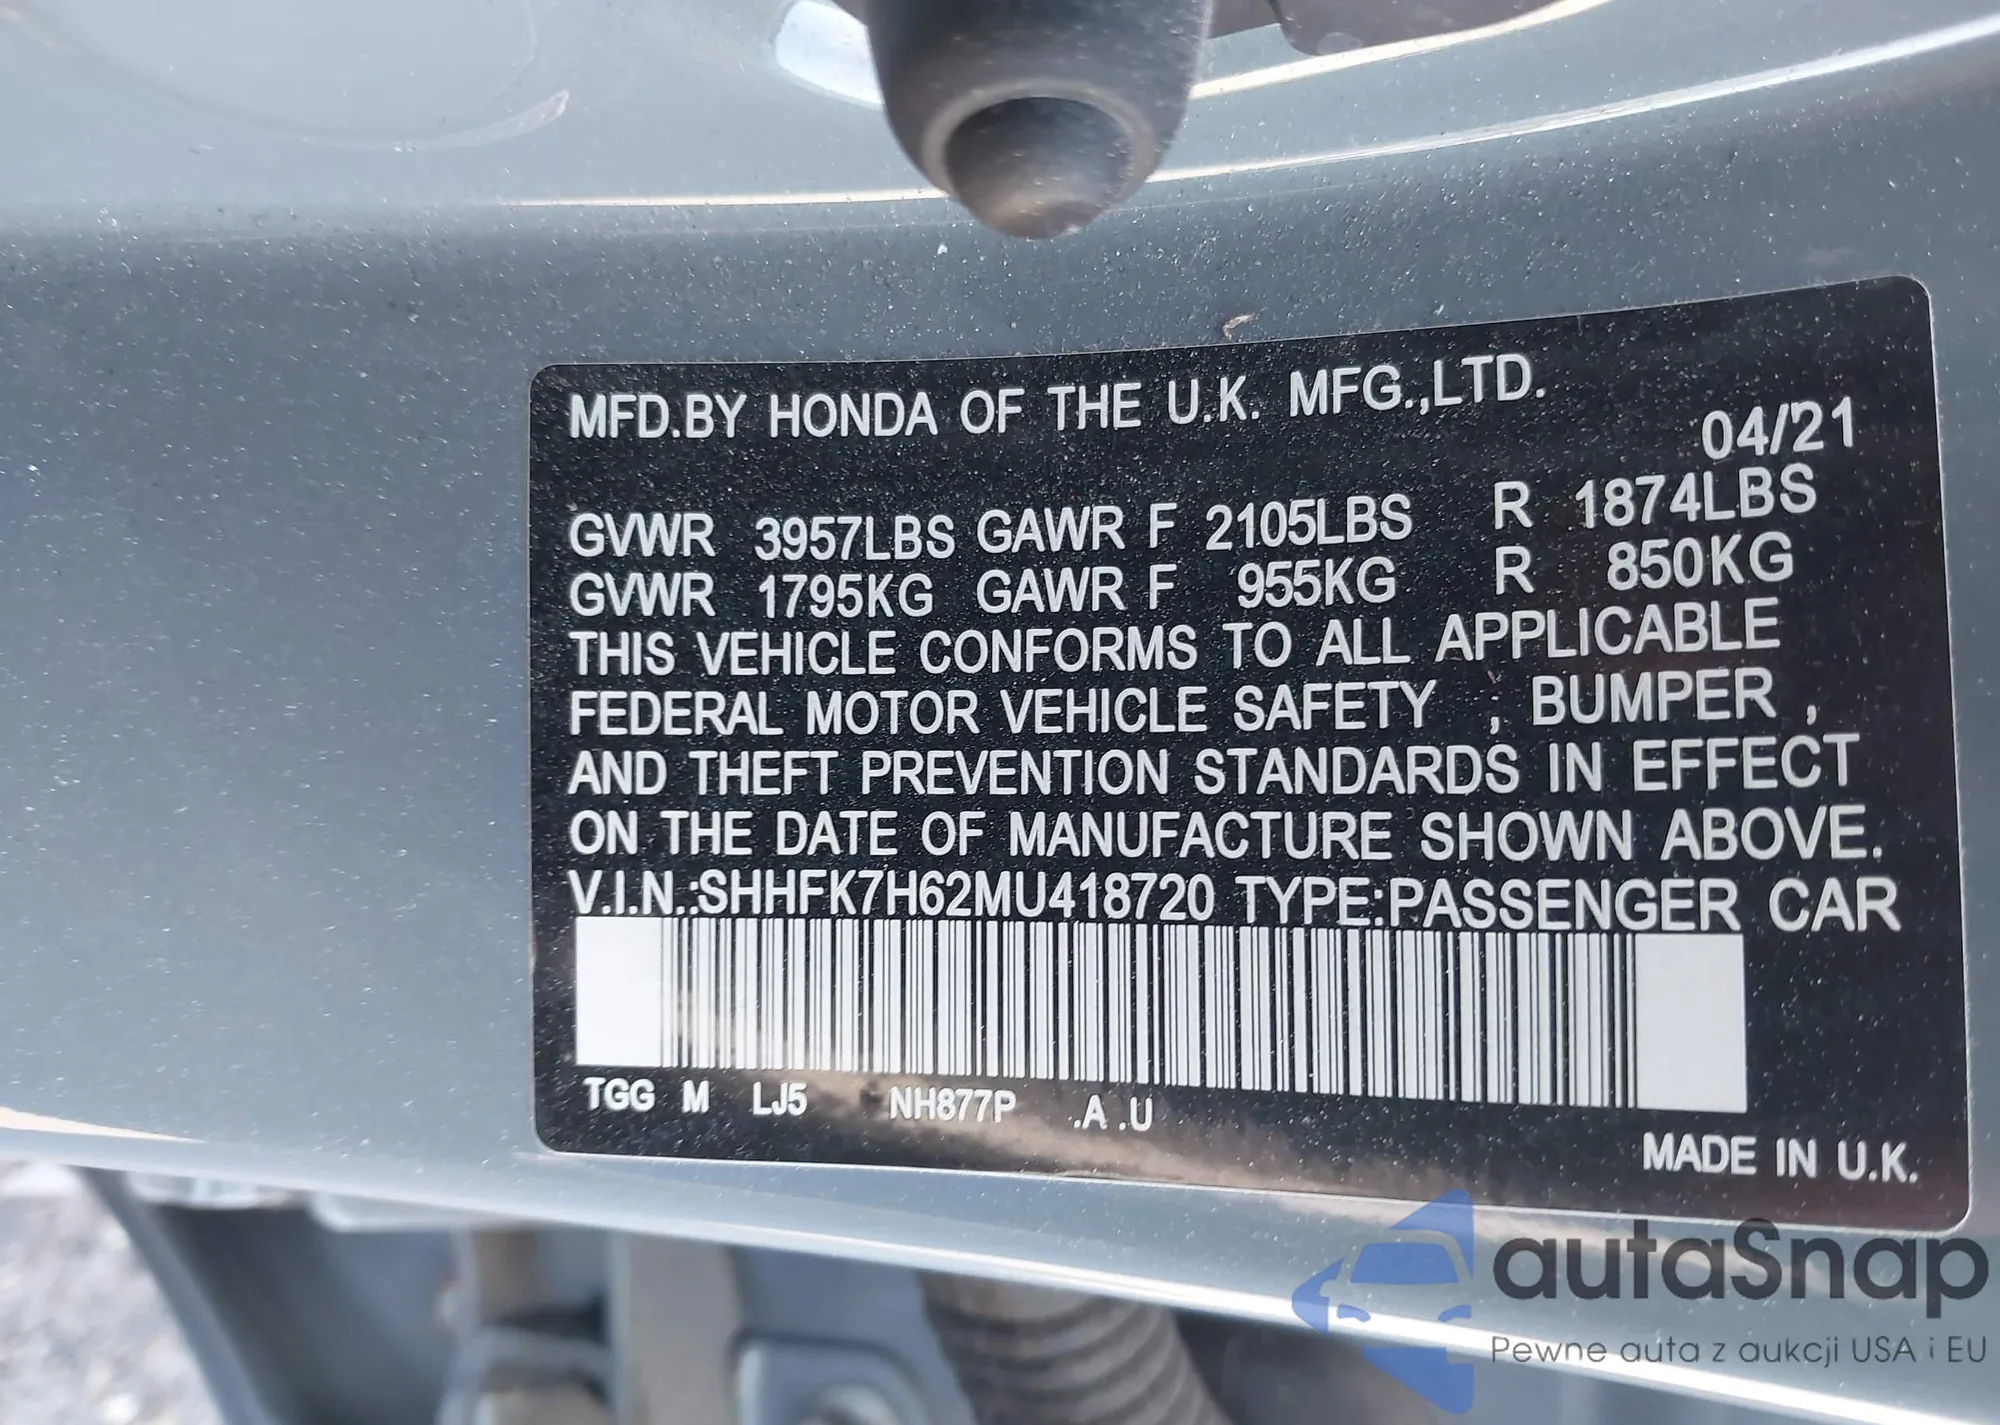 MFD.BY HONDA OF THE U.K. MFG.,LTD.
04/21
GVWR 3957LBS GAWR F 2105LBS R 1874LBS
GVWR 1795KG GAWR F 955KG R 850KG
THIS VEHICLE CONFORMS TO ALL APPLICABLE
FEDERAL MOTOR VEHICLE SAFETY , BUMPER ,
AND THEFT PREVENTION STANDARDS IN EFFECT
ON THE DATE OF MANUFACTURE SHOWN ABOVE.
V.I.N.:SHHFK7H62MU418720 TYPE:PASSENGER CAR
TGG M LJ5 NH877P .A .U
MADE IN U.K.
autaSnap
Pewne auta z aukcji USA i EU